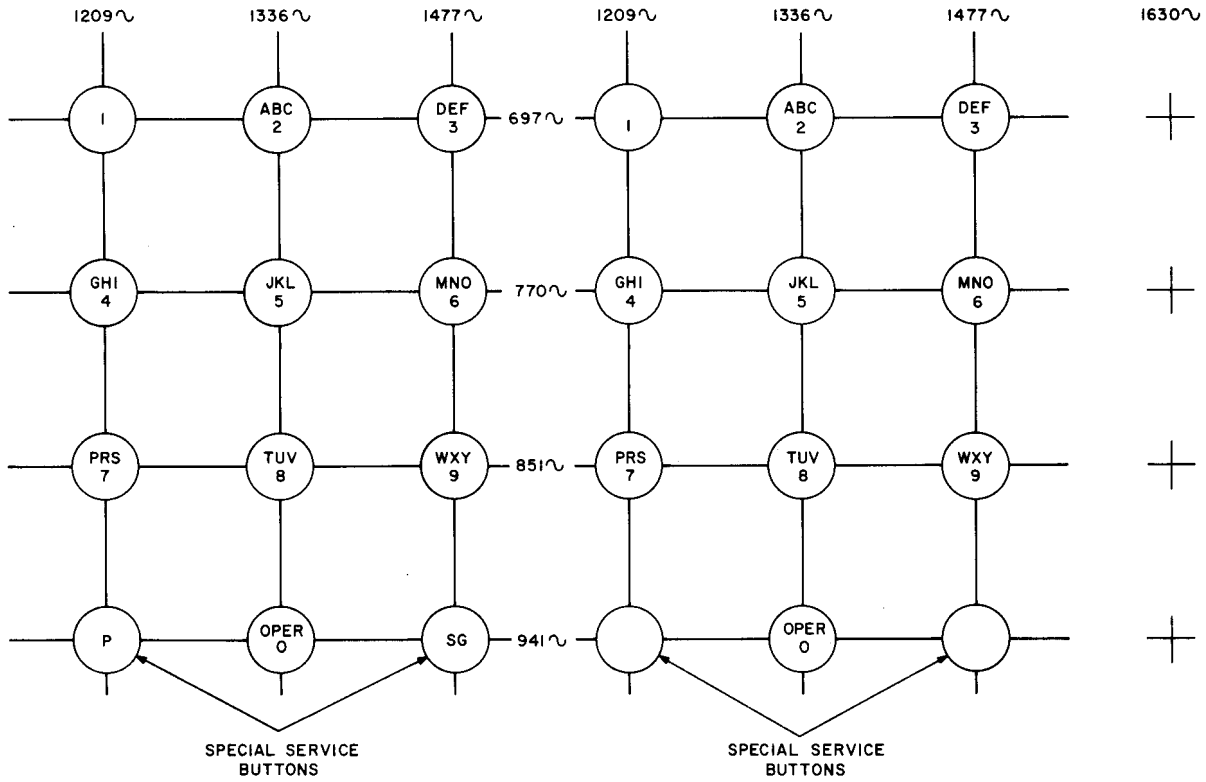 1209~ 1336~ 1477~ 1209~ 1336~ 1477~ 1630~
1 ABC DEF 697~ 1 ABC DEF
2 3 2 3
GHI JKL MNO 770~ GHI JKL MNO
4 5 6 4 5 6
PRS TUV WXY 851~ PRS TUV WXY
7 8 9 7 8 9
P OPER SG 941~ OPER
0 0
SPECIAL SERVICE SPECIAL SERVICE
BUTTONS BUTTONS